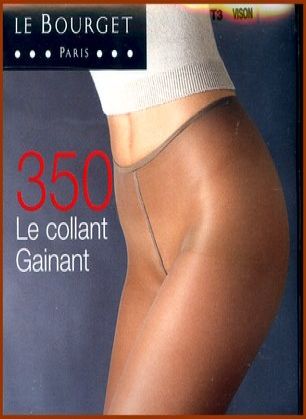 LE BOURGET
PARIS
T3 VISON
350
Le collant
Gainant